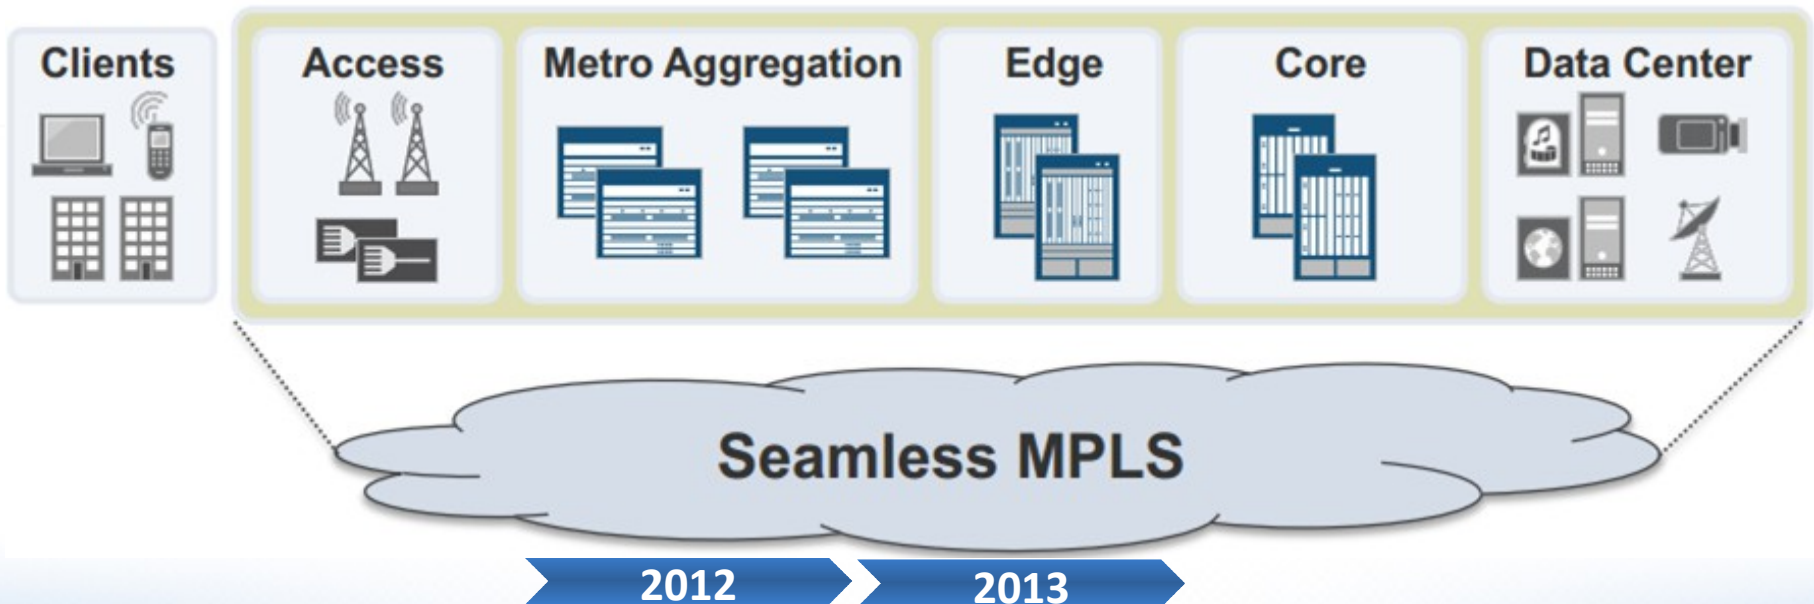 Clients
Access
Metro Aggregation
Edge
Core
Data Center
Seamless MPLS
2012
2013